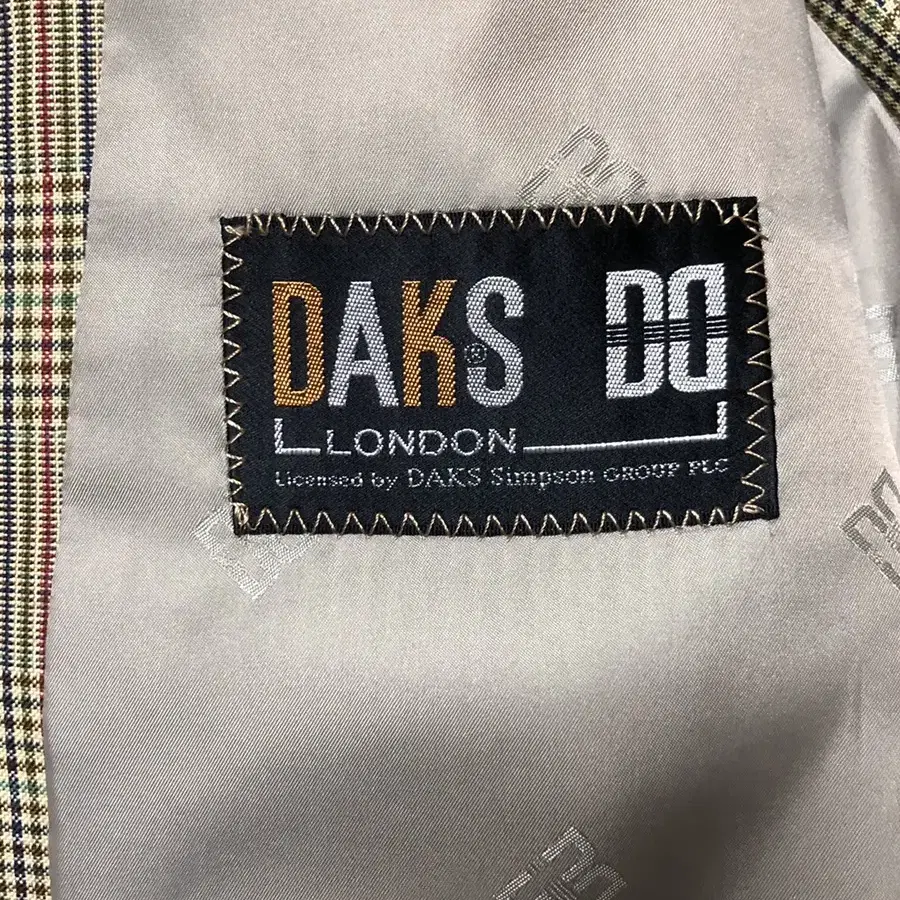 DAKS® DD
LONDON
Licensed by DAKS Simpson GROUP PLC